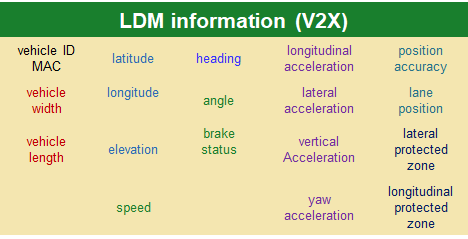 LDM information (V2X)
vehicle ID
MAC
latitude
heading
longitudinal
acceleration
position
accuracy
vehicle
width
longitude
angle
lateral
acceleration
lane
position
vehicle
length
elevation
brake
status
vertical
Acceleration
lateral
protected
zone
speed
yaw
acceleration
longitudinal
protected
zone